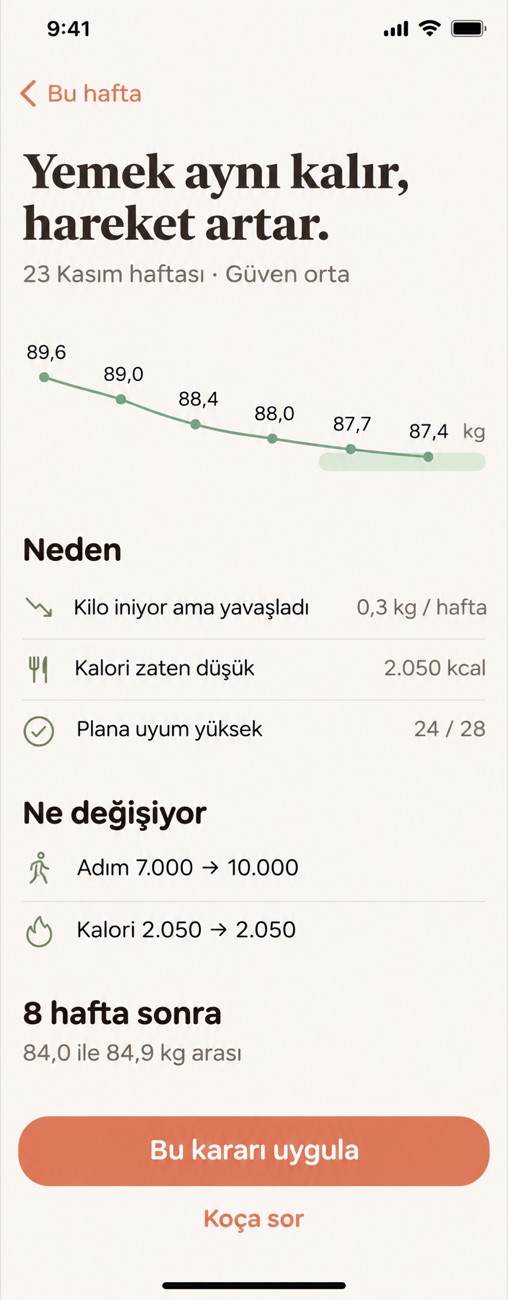 9:41
Bu hafta
Yemek aynı kalır,
hareket artar.
23 Kasım haftası · Güven orta
89,6
89,0
88,4
88,0
87,7
87,4 kg
Neden
Kilo iniyor ama yavaşladı 0,3 kg / hafta
Kalori zaten düşük 2.050 kcal
Plana uyum yüksek 24 / 28
Ne değişiyor
Adım 7.000 → 10.000
Kalori 2.050 → 2.050
8 hafta sonra
84,0 ile 84,9 kg arası
Bu kararı uygula
Koça sor